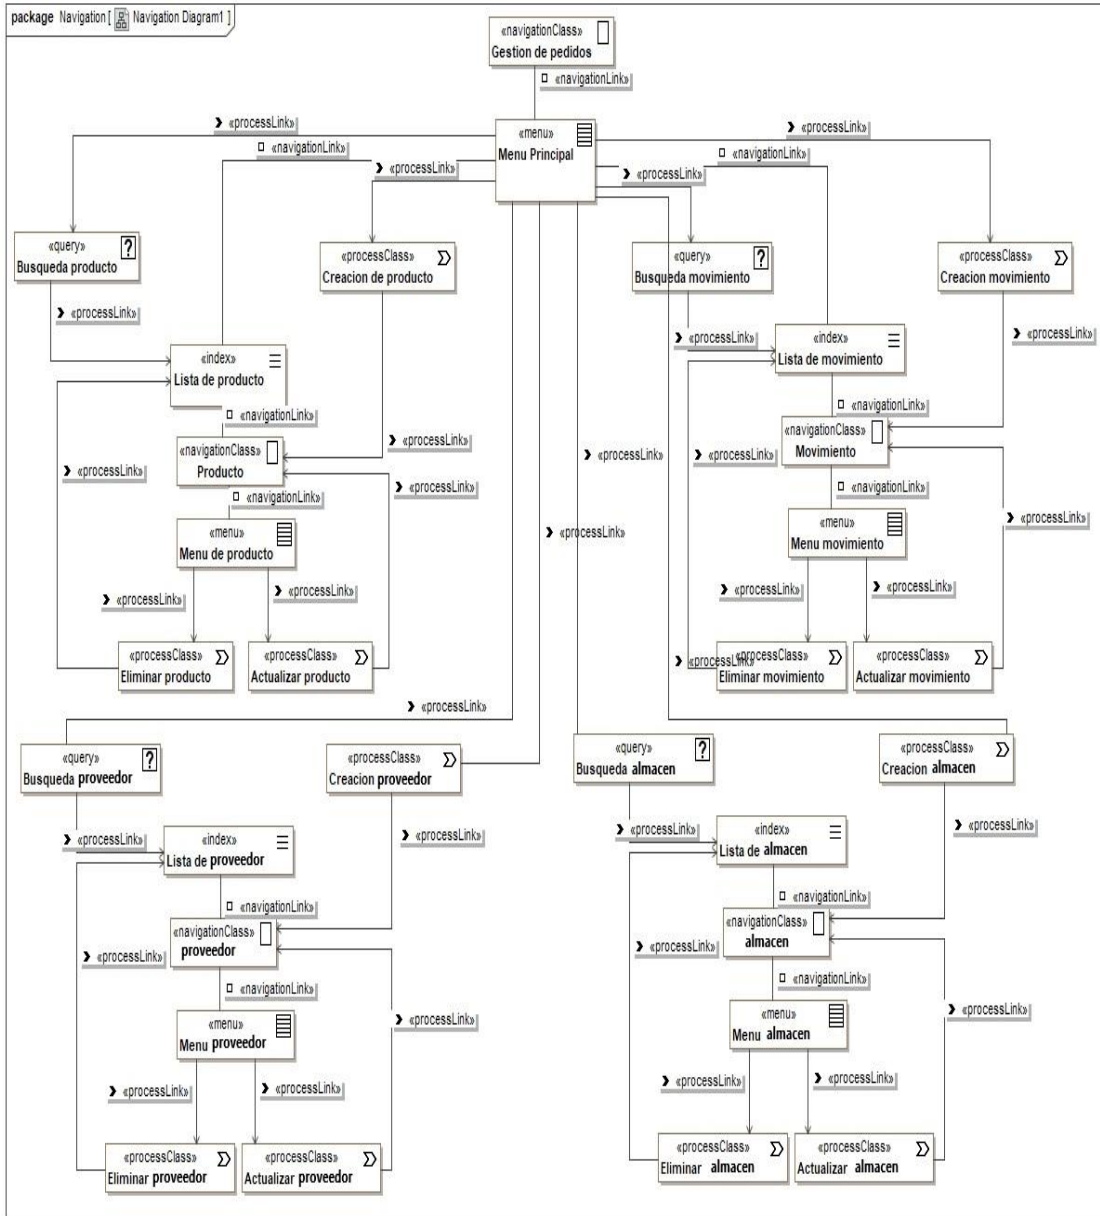 package Navigation [ Navigation Diagram1 ]
«navigationClass»
Gestion de pedidos
«navigationLink»
«processLink»
«menu»
Menu Principal
«processLink»
«navigationLink»
«processLink»
«processLink»
«navigationLink»
«query»
Busqueda producto
«processClass»
Creacion de producto
«query»
Busqueda movimiento
«processClass»
Creacion movimiento
«processLink»
«processLink»
«processLink»
«index»
Lista de producto
«index»
Lista de movimiento
«navigationLink»
«navigationLink»
«navigationClass»
Producto
«processLink»
«navigationClass»
Movimiento
«processLink»
«processLink»
«processLink»
«processLink»
«navigationLink»
«navigationLink»
«menu»
Menu de producto
«menu»
Menu movimiento
«processLink»
«processLink»
«processLink»
«processLink»
«processLink»
«processLink»
«processClass»
Eliminar producto
«processClass»
Actualizar producto
«processLink»
«processClass»
Eliminar movimiento
«processClass»
Actualizar movimiento
«processLink»
«query»
Busqueda proveedor
«processClass»
Creacion proveedor
«query»
Busqueda almacen
«processClass»
Creacion almacen
«processLink»
«processLink»
«processLink»
«processLink»
«index»
Lista de proveedor
«index»
Lista de almacen
«navigationLink»
«navigationLink»
«navigationClass»
proveedor
«navigationClass»
almacen
«processLink»
«processLink»
«navigationLink»
«navigationLink»
«menu»
Menu proveedor
«processLink»
«menu»
Menu almacen
«processLink»
«processLink»
«processLink»
«processLink»
«processLink»
«processClass»
Eliminar proveedor
«processClass»
Actualizar proveedor
«processClass»
Eliminar almacen
«processClass»
Actualizar almacen